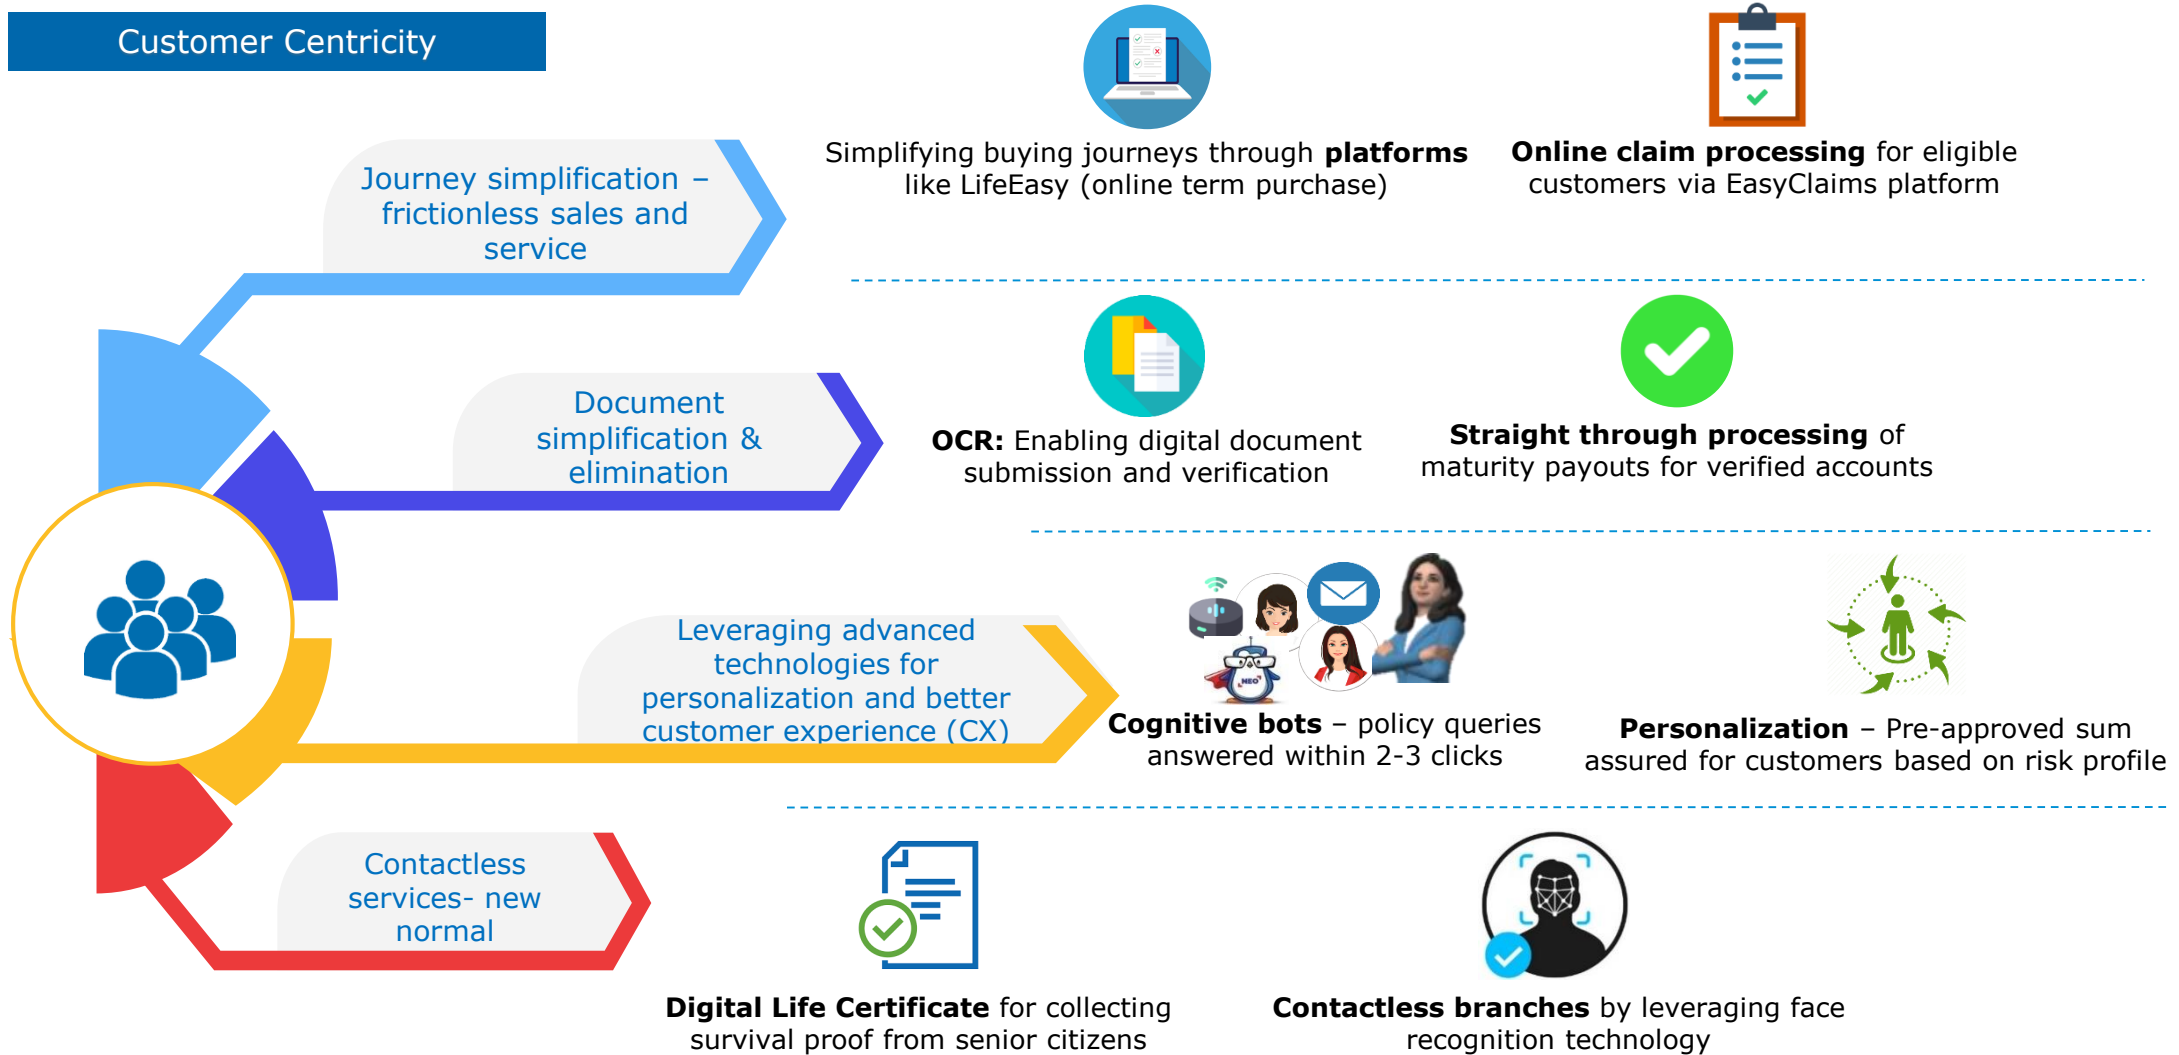 Customer Centricity
Journey simplification –
frictionless sales and
service
Simplifying buying journeys through platforms
like LifeEasy (online term purchase)
Online claim processing for eligible
customers via EasyClaims platform
Document
simplification &
elimination
OCR: Enabling digital document
submission and verification
Straight through processing of
maturity payouts for verified accounts
Leveraging advanced
technologies for
personalization and better
customer experience (CX)
NEO
Cognitive bots – policy queries
answered within 2-3 clicks
Personalization – Pre-approved sum
assured for customers based on risk profile
Contactless
services- new
normal
Digital Life Certificate for collecting
survival proof from senior citizens
Contactless branches by leveraging face
recognition technology